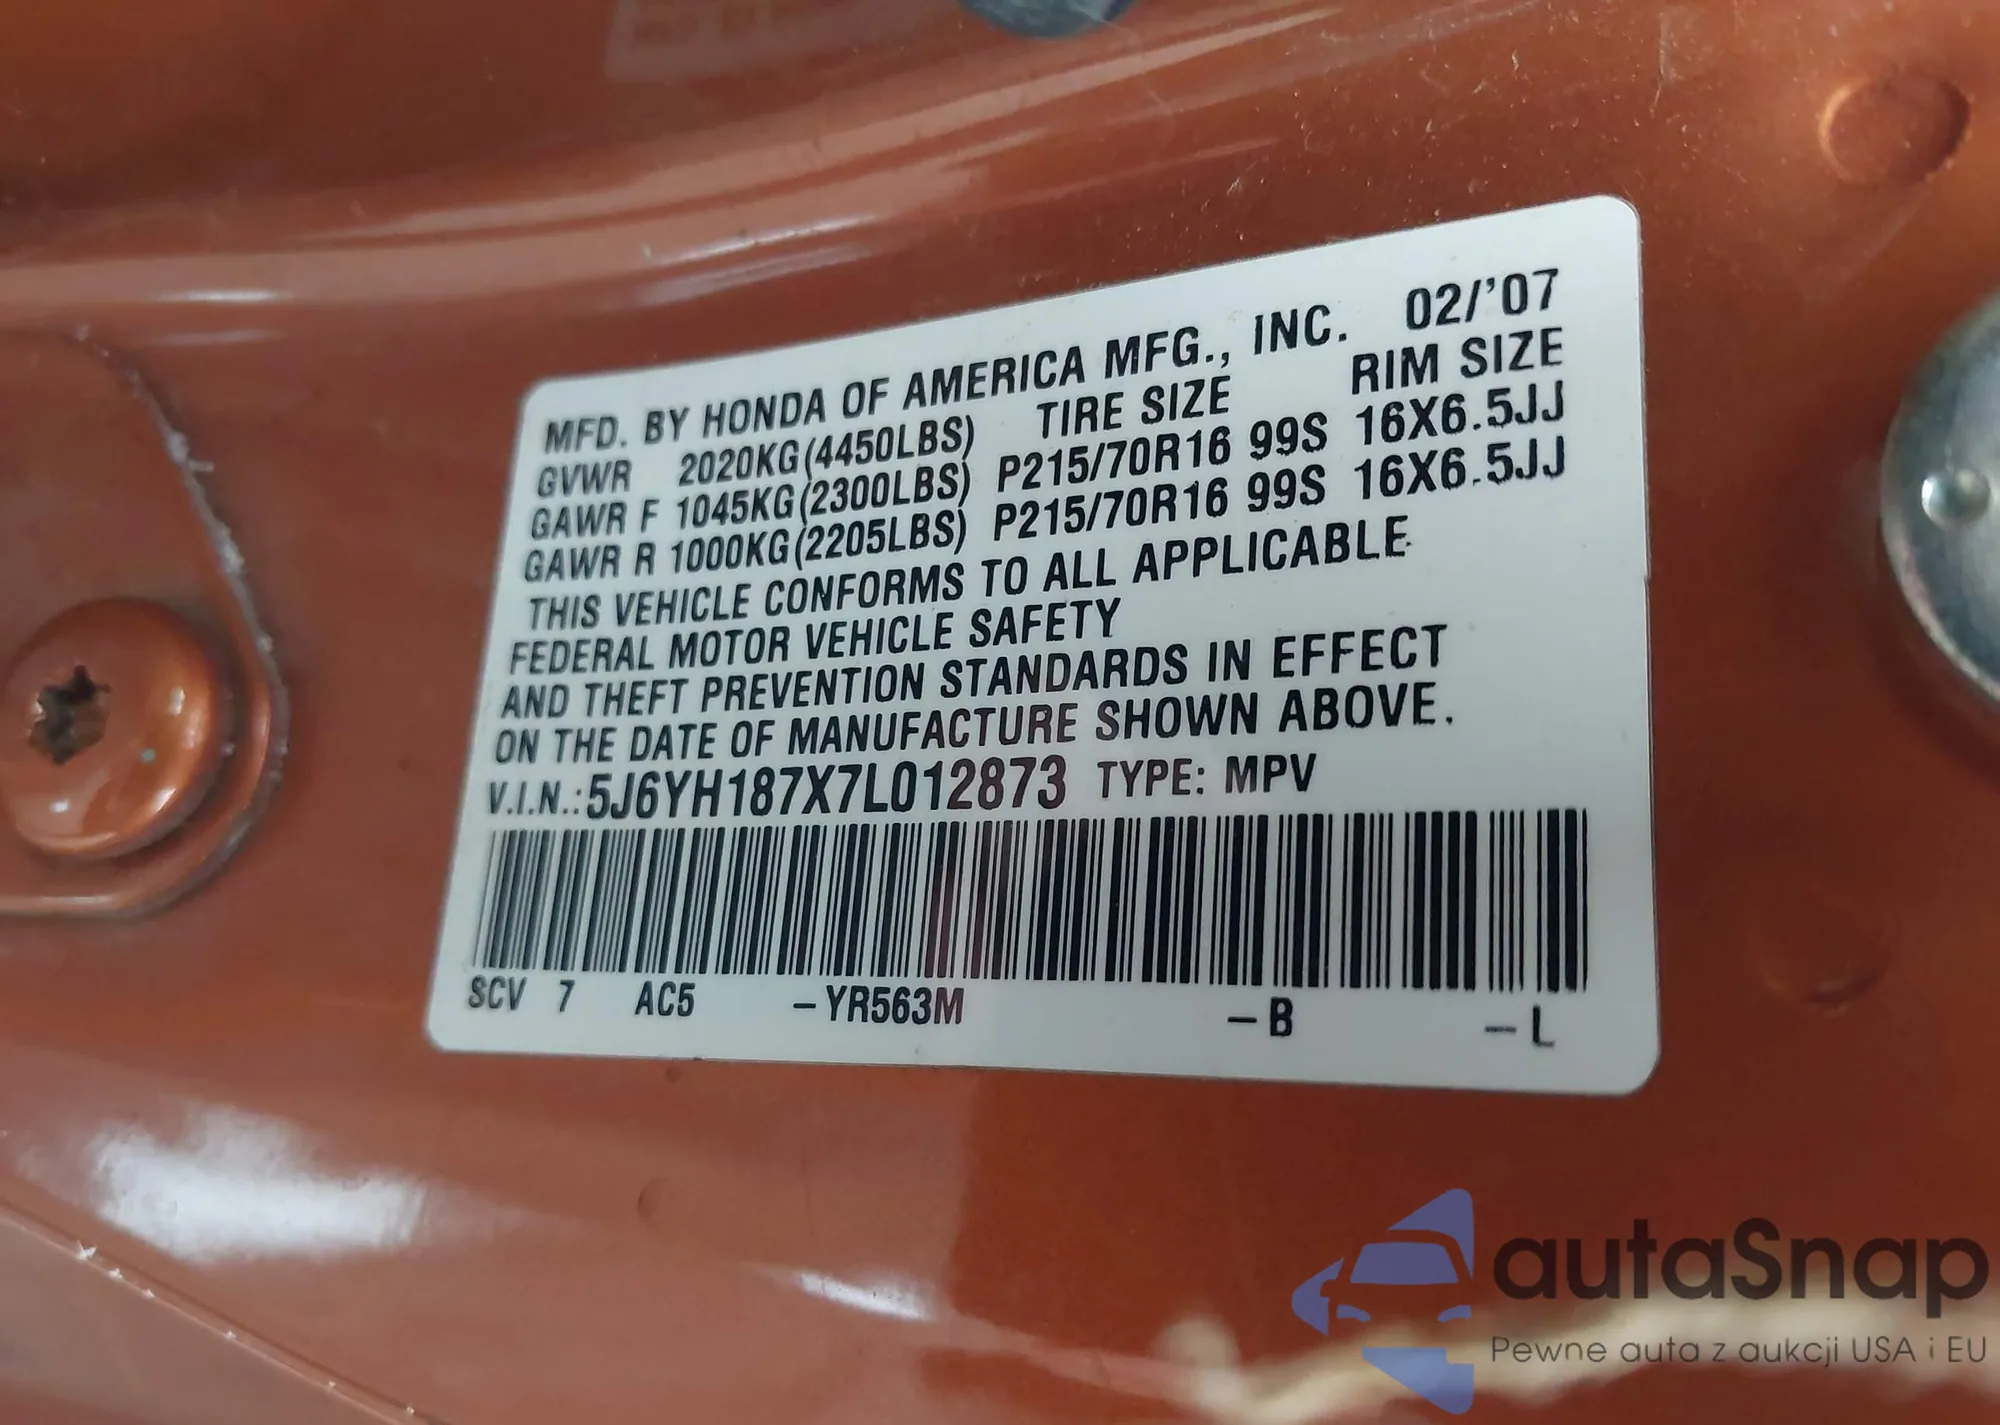 MFD. BY HONDA OF AMERICA MFG., INC. 02/'07
GVWR 2020KG(4450LBS) TIRE SIZE RIM SIZE
GAWR F 1045KG(2300LBS) P215/70R16 99S 16X6.5JJ
GAWR R 1000KG(2205LBS) P215/70R16 99S 16X6.5JJ
THIS VEHICLE CONFORMS TO ALL APPLICABLE
FEDERAL MOTOR VEHICLE SAFETY
AND THEFT PREVENTION STANDARDS IN EFFECT
ON THE DATE OF MANUFACTURE SHOWN ABOVE.
V.I.N.:5J6YH187X7L012873 TYPE: MPV
SCV 7 AC5 –YR563M –B –L
autaSnap
Pewne auta z aukcji USA i EU